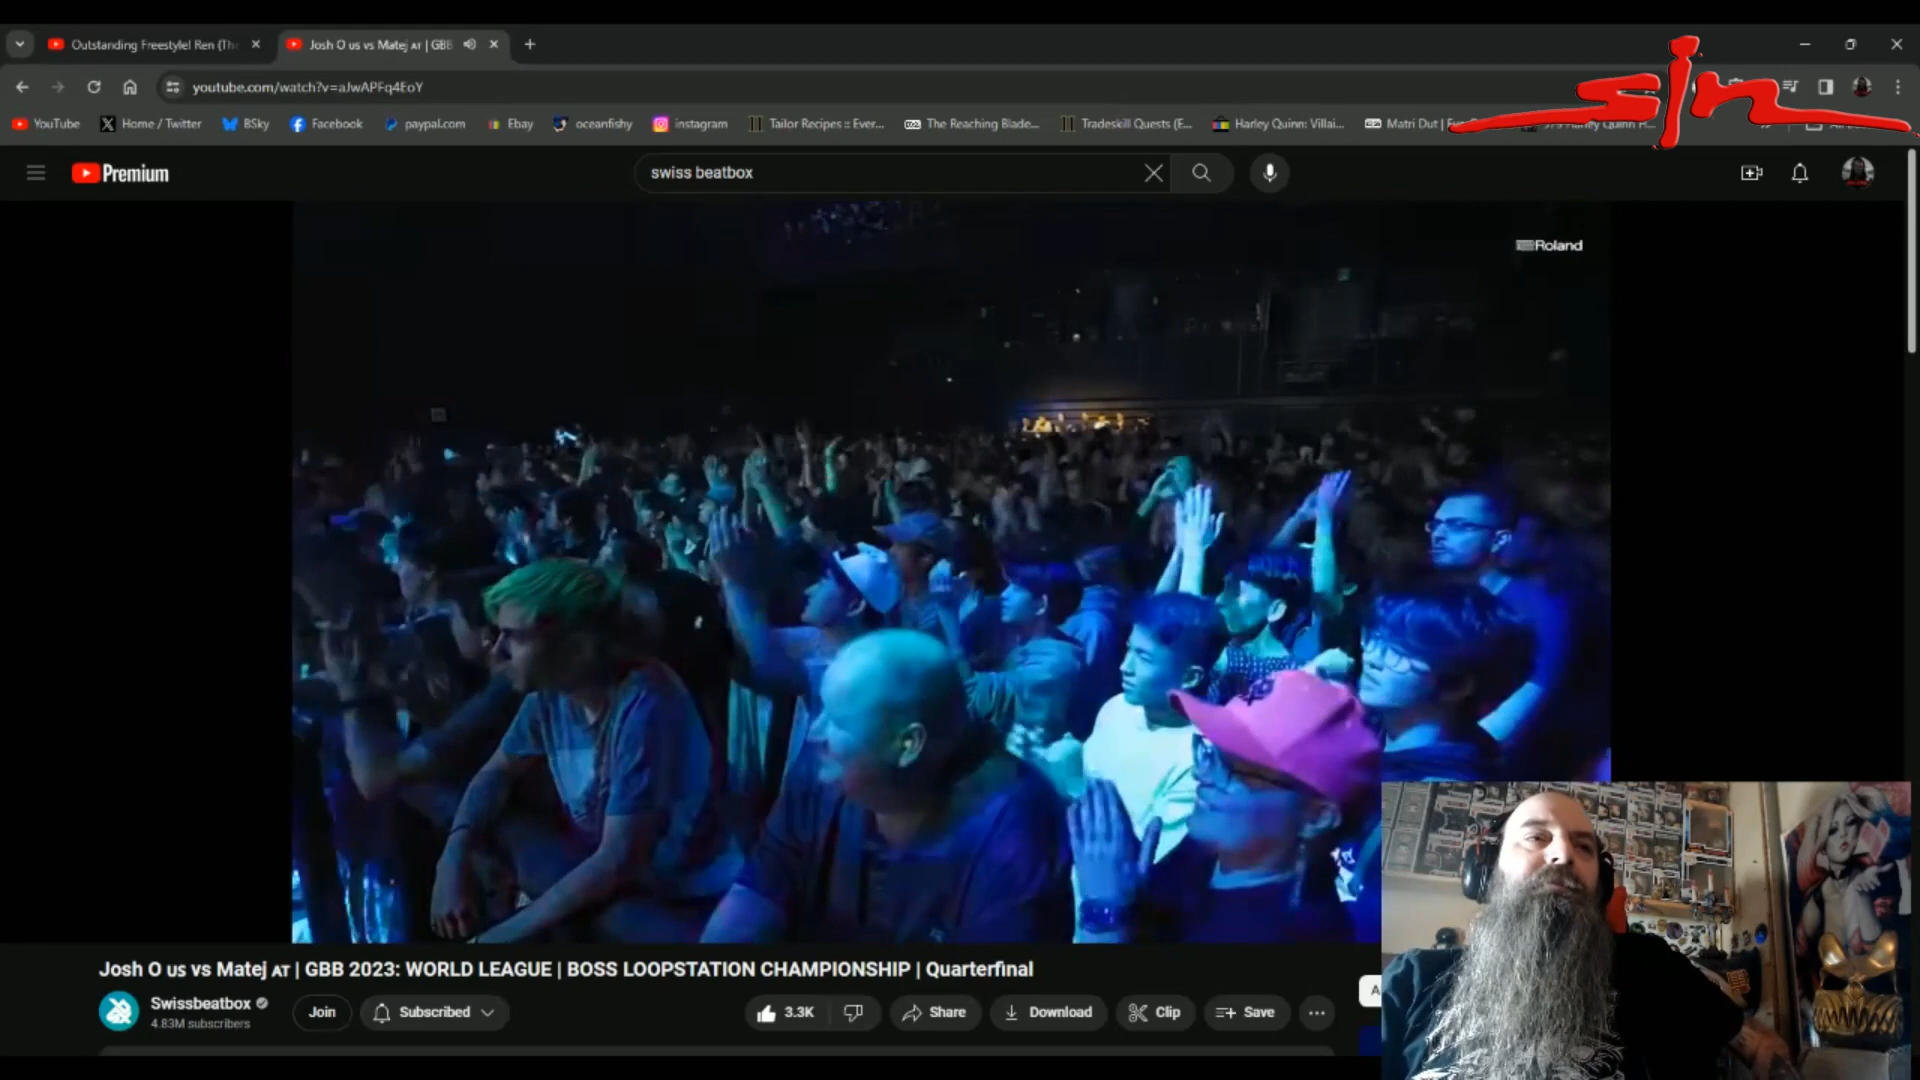 Outstanding Freestyle! Ren (Th
Josh O us vs Matej AT | GBB
youtube.com/watch?v=aJwAPFq4EoY
YouTube
Home / Twitter
BSky
Facebook
paypal.com
Ebay
oceanfishy
instagram
Tailor Recipes :: Ever...
The Reaching Blade...
Tradeskill Quests (E...
Harley Quinn: Villai...
Matri Dut |
sin
Premium
swiss beatbox
Roland
Josh O US vs Matej AT | GBB 2023: WORLD LEAGUE | BOSS LOOPSTATION CHAMPIONSHIP | Quarterfinal
Swissbeatbox
4.83M subscribers
Join
Subscribed
3.3K
Share
Download
Clip
Save